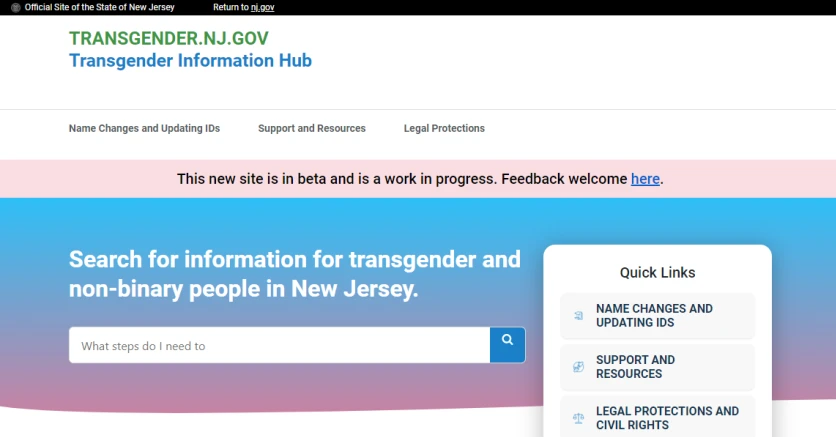 Official Site of the State of New Jersey
Return to nj.gov
TRANSGENDER.NJ.GOV
Transgender Information Hub
Name Changes and Updating IDs
Support and Resources
Legal Protections
This new site is in beta and is a work in progress. Feedback welcome here.
Search for information for transgender and
non-binary people in New Jersey.
What steps do I need to
Quick Links
NAME CHANGES AND
UPDATING IDS
SUPPORT AND
RESOURCES
LEGAL PROTECTIONS AND
CIVIL RIGHTS